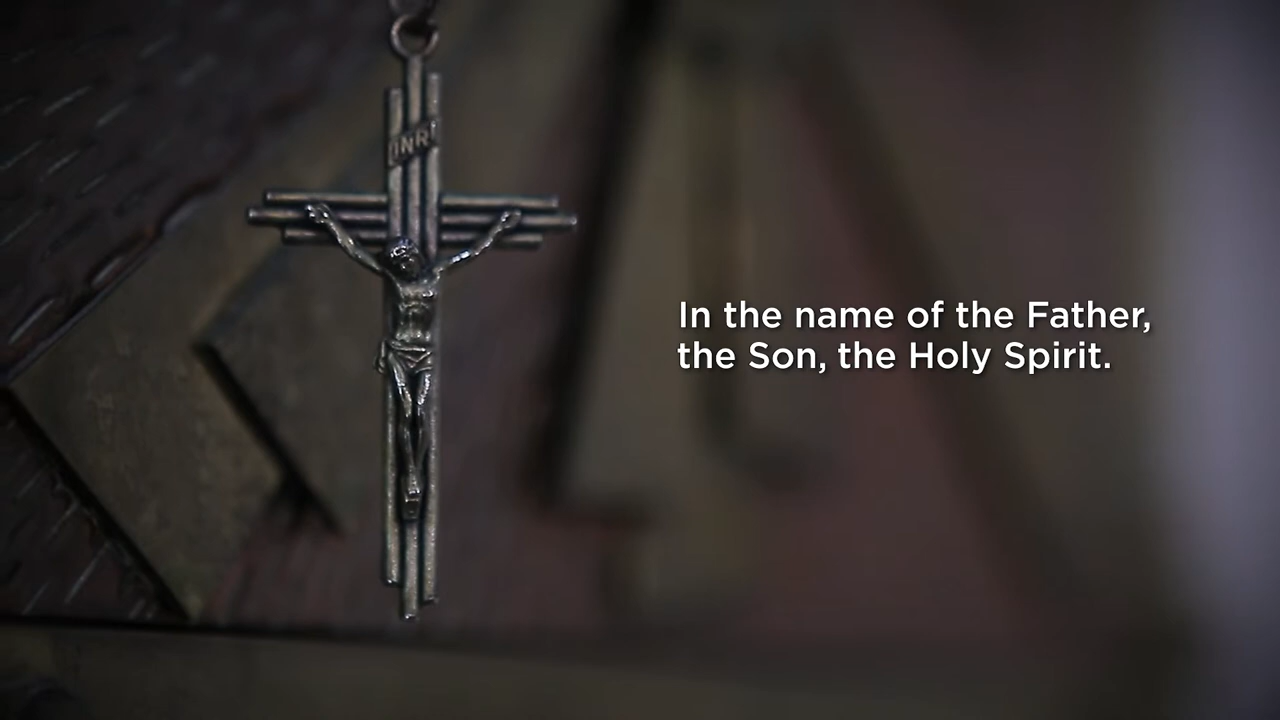 INRI
In the name of the Father,
the Son, the Holy Spirit.